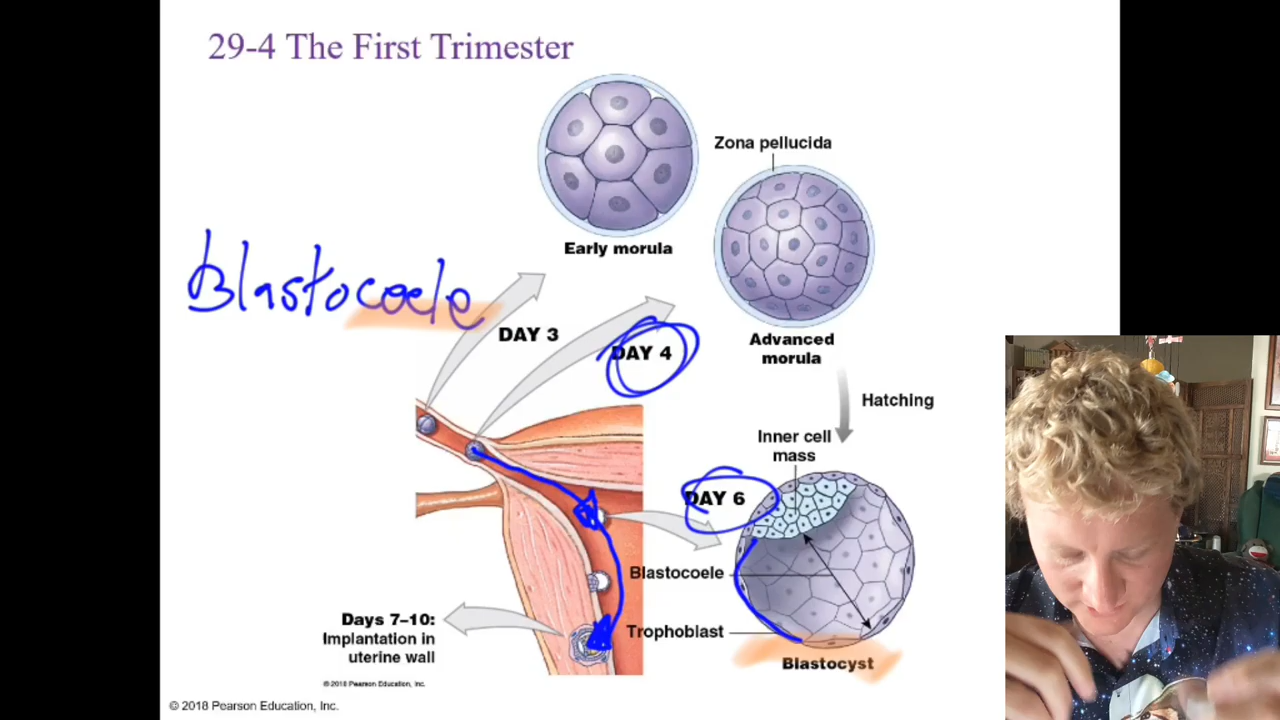 29-4 The First Trimester
Zona pellucida
Early morula
Blastocoele
DAY 3
DAY 4
Advanced
morula
Hatching
Inner cell
mass
DAY 6
Blastocoele
Days 7–10:
Implantation in
uterine wall
Trophoblast
Blastocyst
© 2018 Pearson Education, Inc.
© 2018 Pearson Education, Inc.